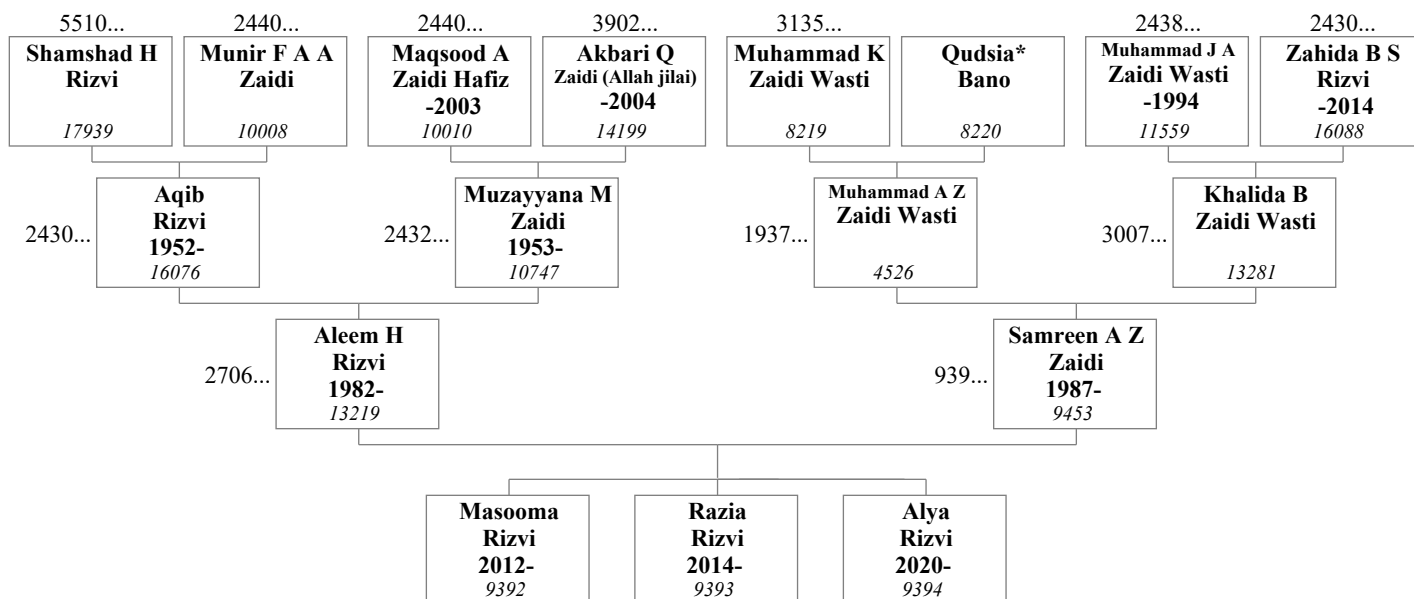 5510...
2440...
2440...
3902...
3135...
2438...
2430...
Shamshad H
Rizvi
17939
Munir F A A
Zaidi
10008
Maqsood A
Zaidi Hafiz
-2003
10010
Akbari Q
Zaidi (Allah jilai)
-2004
14199
Muhammad K
Zaidi Wasti
8219
Qudsia*
Bano
8220
Muhammad J A
Zaidi Wasti
-1994
11559
Zahida B S
Rizvi
-2014
16088
2430...
Aqib
Rizvi
1952-
16076
2432...
Muzayyana M
Zaidi
1953-
10747
1937...
Muhammad A Z
Zaidi Wasti
4526
3007...
Khalida B
Zaidi Wasti
13281
2706...
Aleem H
Rizvi
1982-
13219
939...
Samreen A Z
Zaidi
1987-
9453
Masooma
Rizvi
2012-
9392
Razia
Rizvi
2014-
9393
Alya
Rizvi
2020-
9394